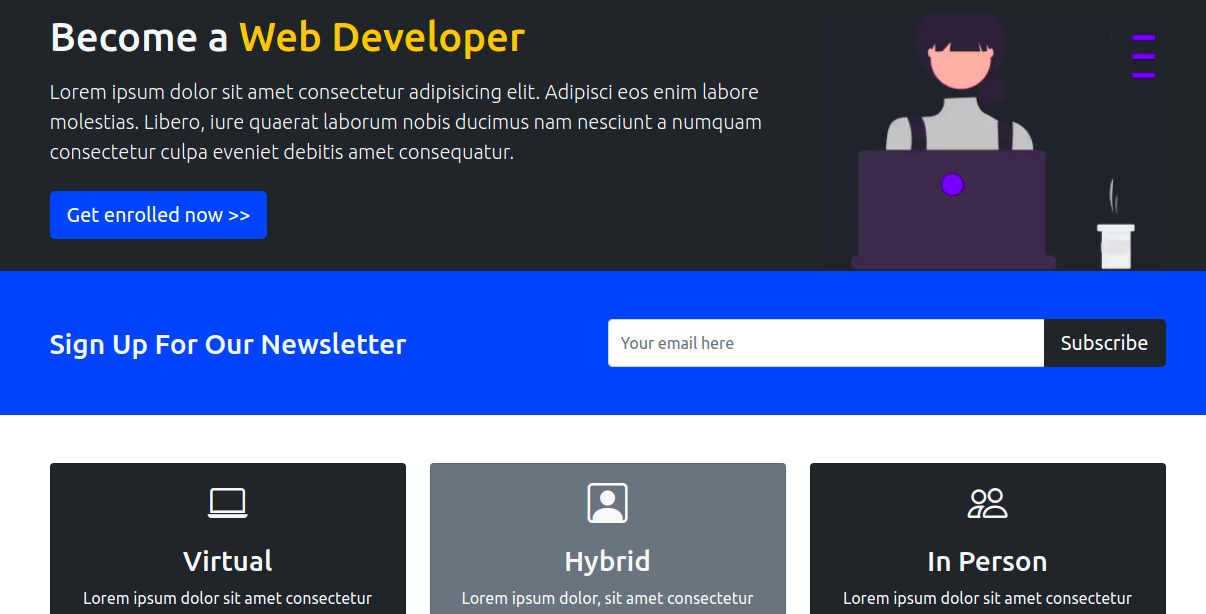 Become a Web Developer
Lorem ipsum dolor sit amet consectetur adipisicing elit. Adipisci eos enim labore
molestias. Libero, iure quaerat laborum nobis ducimus nam nesciunt a numquam
consectetur culpa eveniet debitis amet consequatur.
Get enrolled now >>
Sign Up For Our Newsletter
Your email here
Subscribe
Virtual
Lorem ipsum dolor sit amet consectetur
Hybrid
Lorem ipsum dolor, sit amet consectetur
In Person
Lorem ipsum dolor sit amet consectetur